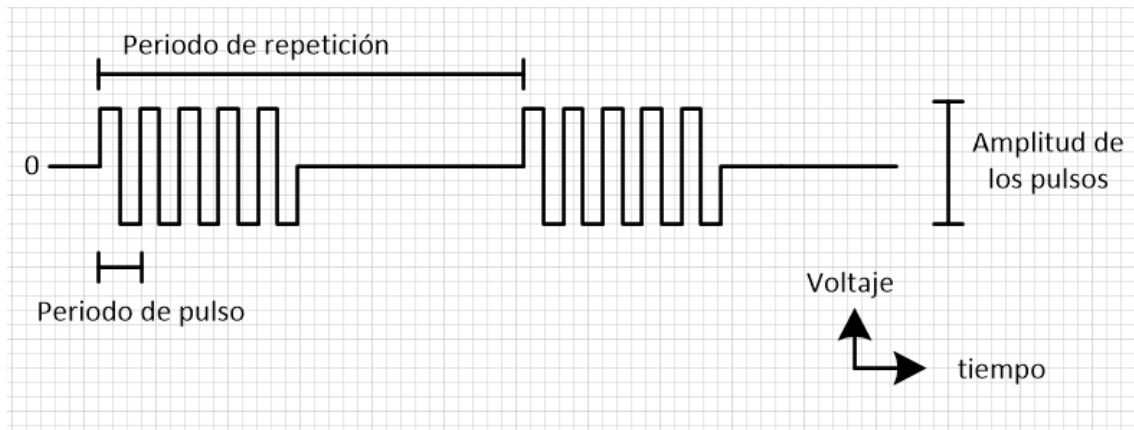 Periodo de repetición
0
Amplitud de
los pulsos
Periodo de pulso
Voltaje
tiempo